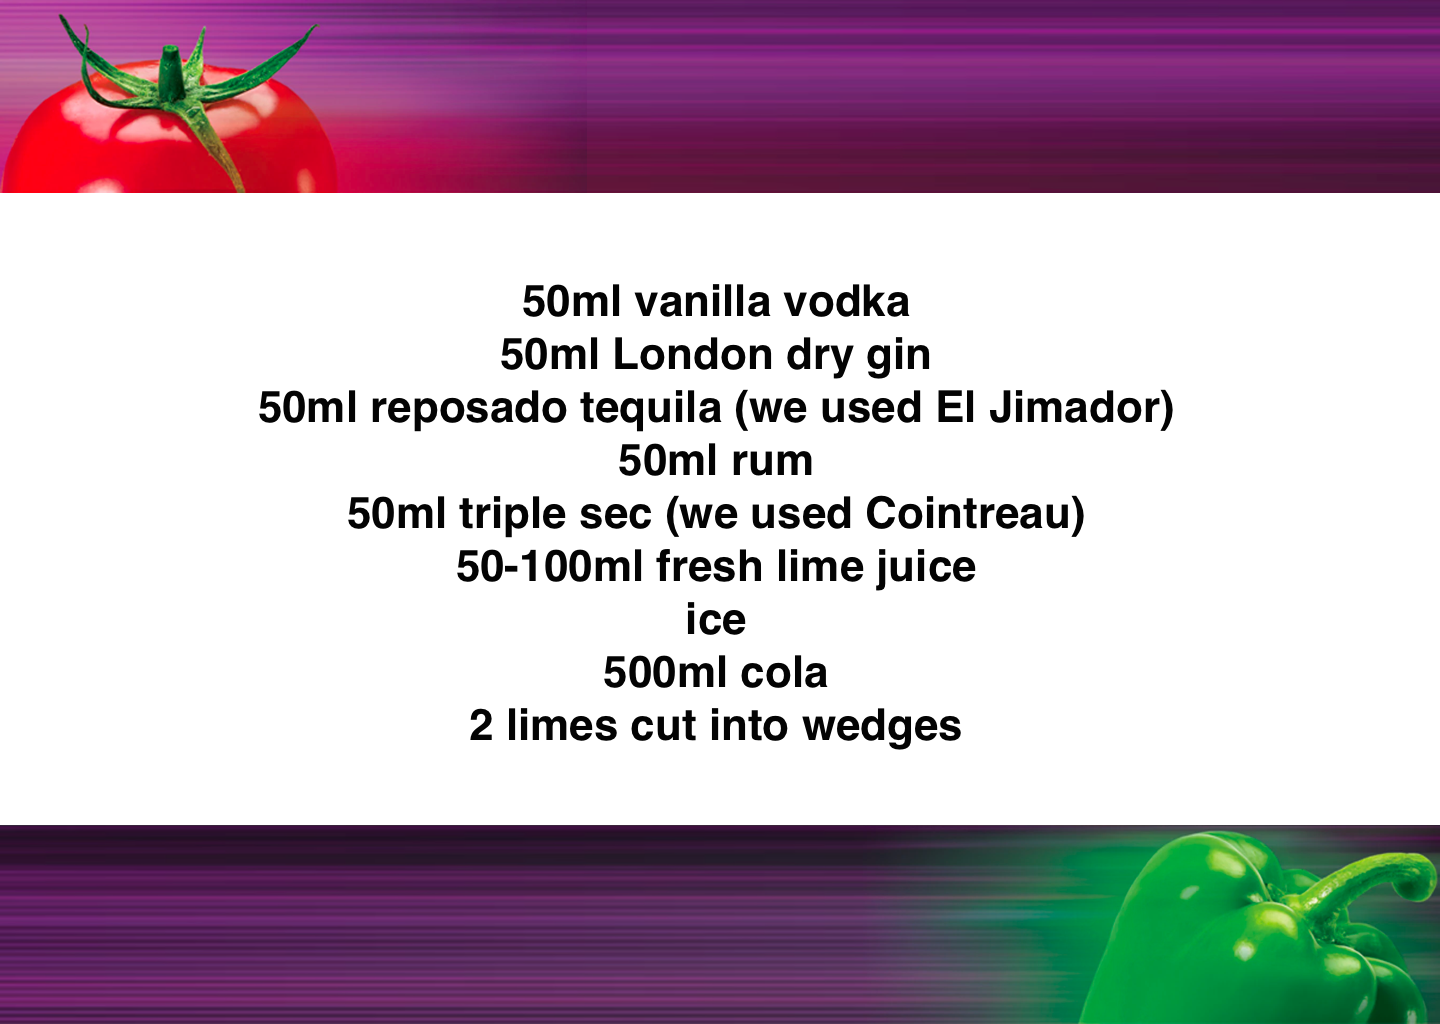 50ml vanilla vodka
50ml London dry gin
50ml reposado tequila (we used El Jimador)
50ml rum
50ml triple sec (we used Cointreau)
50-100ml fresh lime juice
ice
500ml cola
2 limes cut into wedges